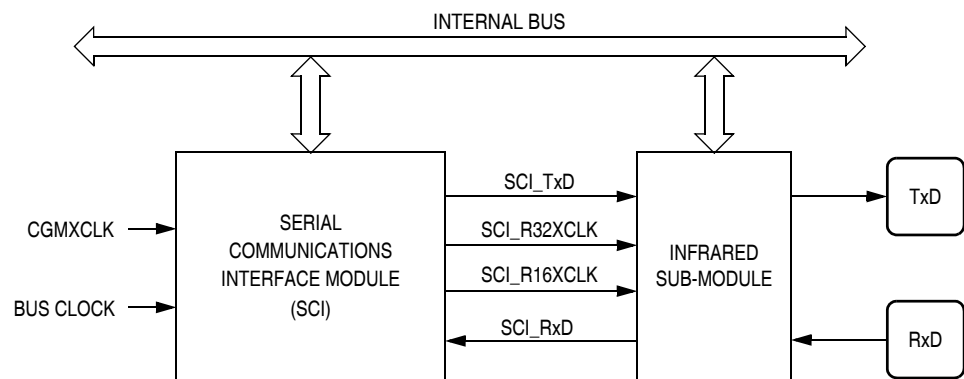 INTERNAL BUS
SCI_TxD
TxD
CGMXCLK
SERIAL
COMMUNICATIONS
INTERFACE MODULE
(SCI)
SCI_R32XCLK
INFRARED
SUB-MODULE
SCI_R16XCLK
BUS CLOCK
SCI_RxD
RxD